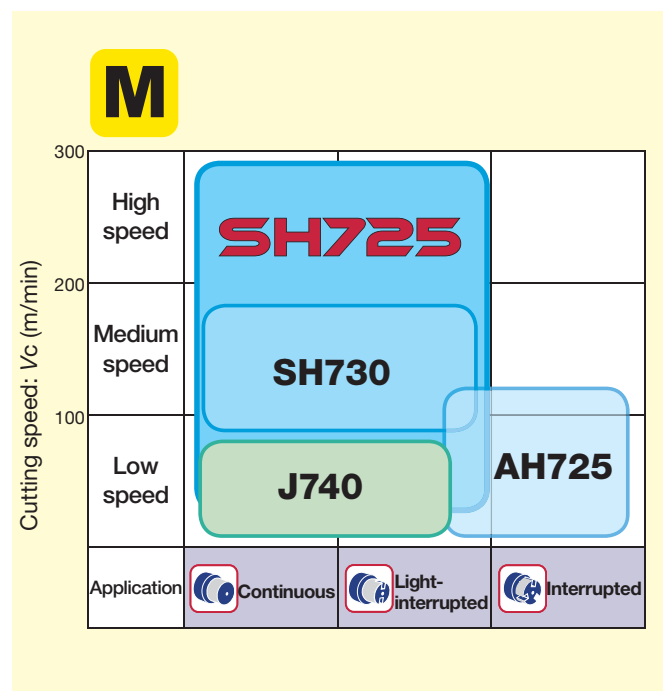 M
300
High
speed
SH725
200
Medium
speed
SH730
100
Low
speed
J740
AH725
Cutting speed: Vc (m/min)
Application
Continuous
Light-
interrupted
Interrupted